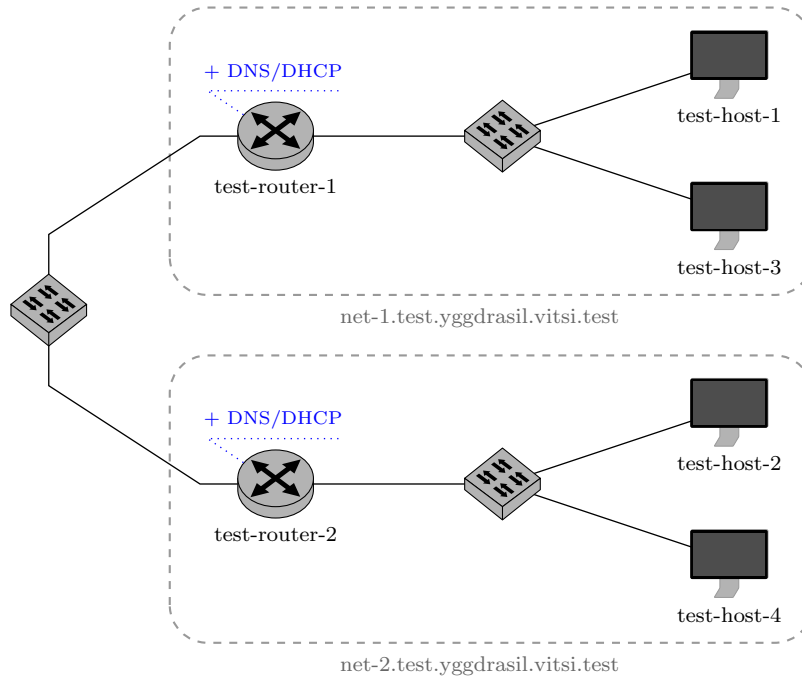 + DNS/DHCP
test-router-1
test-host-1
test-host-3
net-1.test.yggdrasil.vitsi.test
+ DNS/DHCP
test-router-2
test-host-2
test-host-4
net-2.test.yggdrasil.vitsi.test